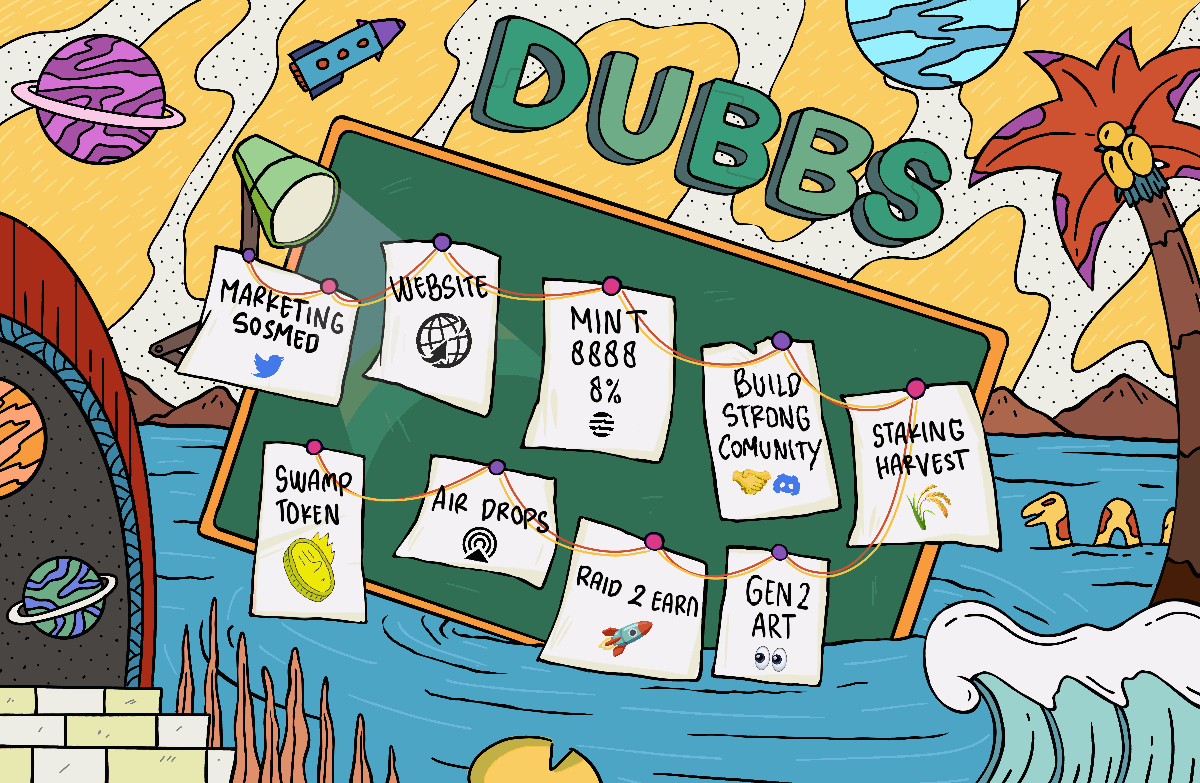 DUBBS
MARKETING
SOSMED
WEBSITE
MINT
8888
8%
BUILD
STRONG
COMUNITY
STAKING
HARVEST
SWAMP
TOKEN
AIR DROPS
RAID 2 EARN
GEN 2
ART